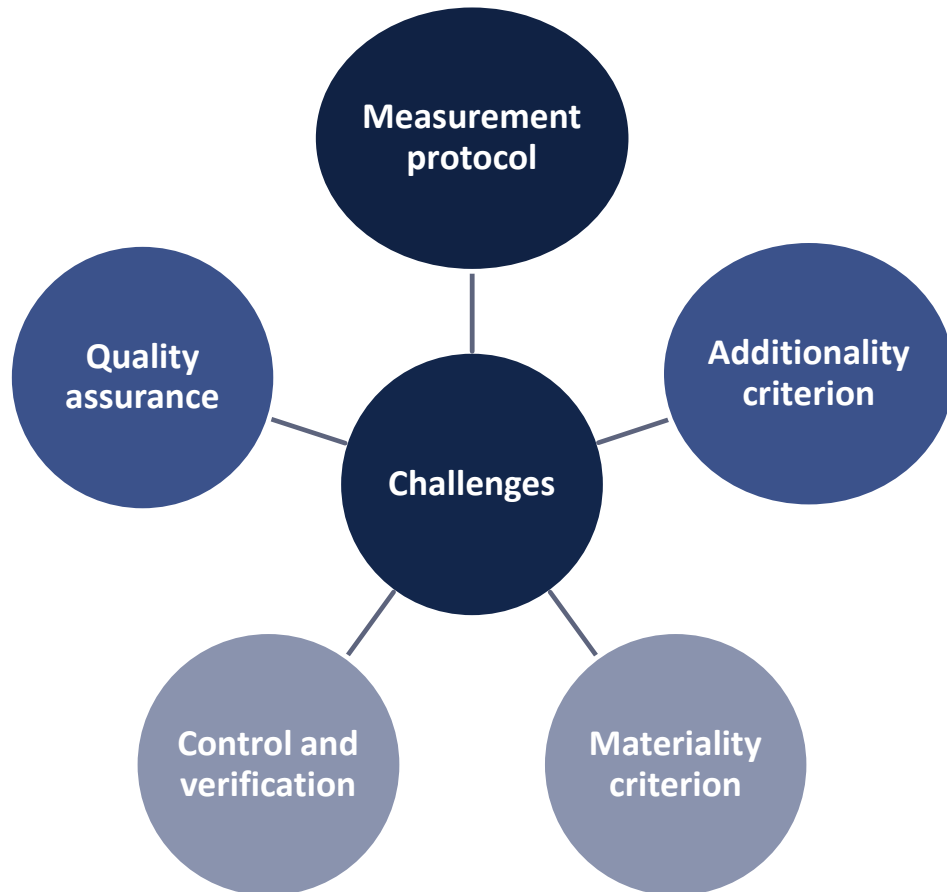 Measurement
protocol
Quality
assurance
Additionality
criterion
Challenges
Control and
verification
Materiality
criterion